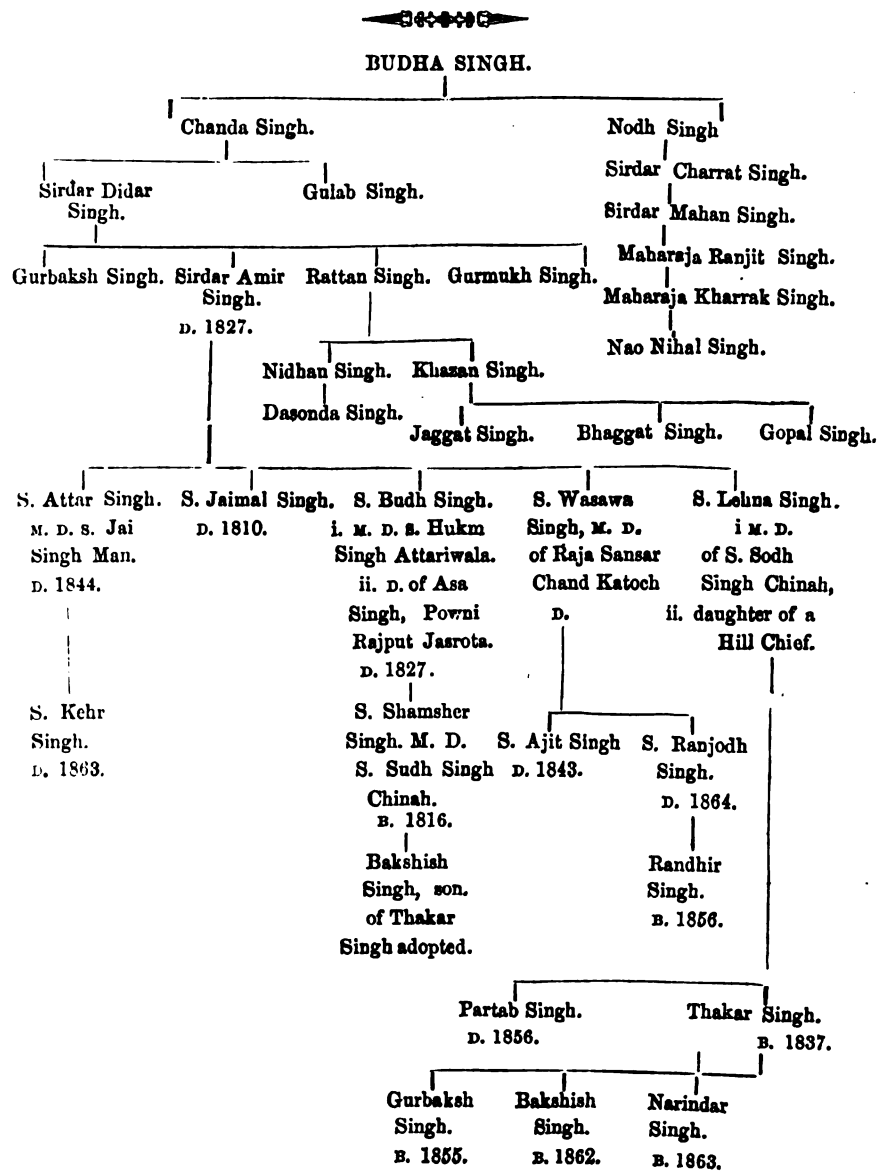 BUDHA SINGH.
Chanda Singh.
Nodh Singh
Sirdar Charrat Singh.
Sirdar Mahan Singh.
Maharaja Ranjit Singh.
Maharaja Kharrak Singh.
Nao Nihal Singh.
Sirdar Didar
Singh.
Gulab Singh.
Gurbaksh Singh.
Sirdar Amir
Singh.
D. 1827.
Rattan Singh.
Gurmukh Singh.
Nidhan Singh.
Khazan Singh.
Dasonda Singh.
Jaggat Singh.
Bhaggat Singh.
Gopal Singh.
S. Attar Singh.
M. D. S. Jai
Singh Man.
D. 1844.
S. Kehr
Singh.
D. 1863.
S. Jaimal Singh.
D. 1810.
S. Budh Singh.
i. M. D. S. Hukm
Singh Attariwala.
ii. D. of Asa
Singh, Powni
Rajput Jasrota.
D. 1827.
S. Shamsher
Singh. M. D.
S. Sudh Singh
Chinah.
B. 1816.
Bakshish
Singh, son.
of Thakar
Singh adopted.
S. Wasawa
Singh, M. D.
of Raja Sansar
Chand Katoch
D.
S. Ajit Singh
D. 1843.
S. Ranjodh
Singh.
D. 1864.
Randhir
Singh.
B. 1856.
S. Lehna Singh.
i M. D.
of S. Sodh
Singh Chinah,
ii. daughter of a
Hill Chief.
Partab Singh.
D. 1856.
Thakar Singh.
B. 1837.
Gurbaksh
Singh.
B. 1855.
Bakshish
Singh.
B. 1862.
Narindar
Singh.
B. 1863.